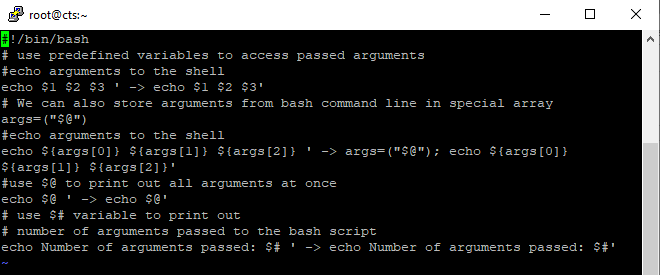 root@cts:~
#!/bin/bash
# use predefined variables to access passed arguments
#echo arguments to the shell
echo $1 $2 $3 ' -> echo $1 $2 $3'
# We can also store arguments from bash command line in special array
args=("$@")
#echo arguments to the shell
echo ${args[0]} ${args[1]} ${args[2]} ' -> args=("$@"); echo ${args[0]}
${args[1]} ${args[2]}'
#use $@ to print out all arguments at once
echo $@ ' -> echo $@'
# use $# variable to print out
# number of arguments passed to the bash script
echo Number of arguments passed: $# ' -> echo Number of arguments passed: $#'
~